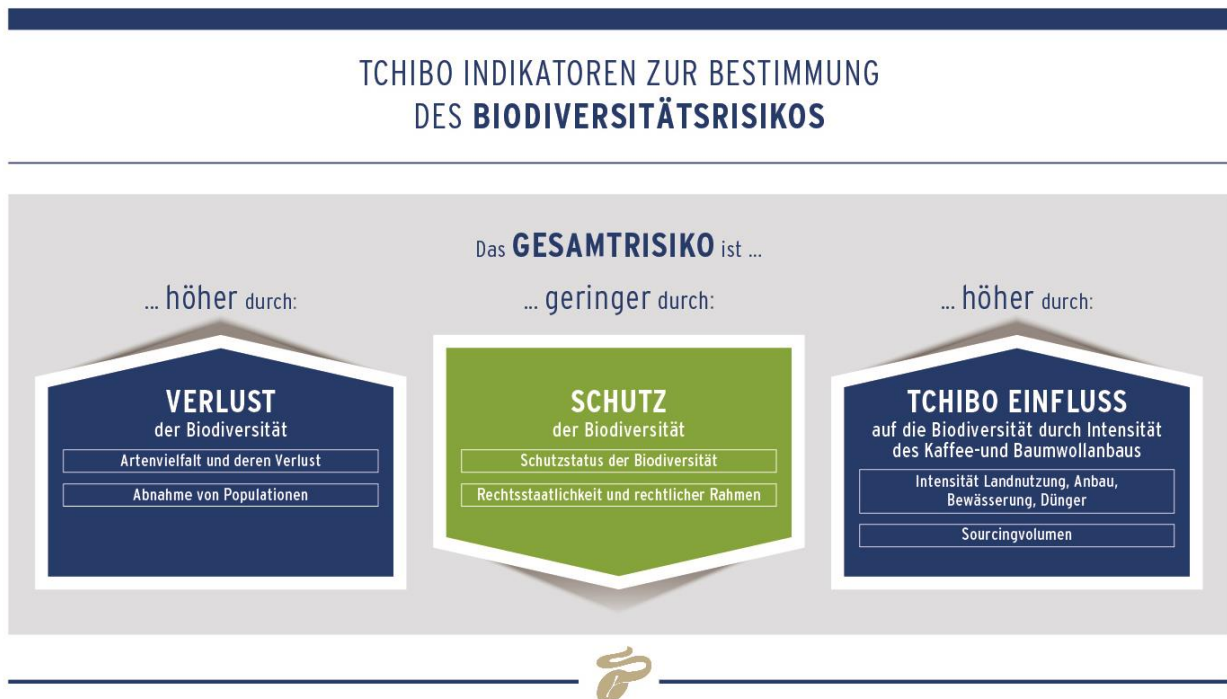 TCHIBO INDIKATOREN ZUR BESTIMMUNG
DES BIODIVERSITÄTSRISIKOS
Das GESAMTRISIKO ist ...
... höher durch:
VERLUST
der Biodiversität
Artenvielfalt und deren Verlust
Abnahme von Populationen
... geringer durch:
SCHUTZ
der Biodiversität
Schutzstatus der Biodiversität
Rechtsstaatlichkeit und rechtlicher Rahmen
... höher durch:
TCHIBO EINFLUSS
auf die Biodiversität durch Intensität
des Kaffee-und Baumwollanbaus
Intensität Landnutzung, Anbau,
Bewässerung, Dünger
Sourcingvolumen